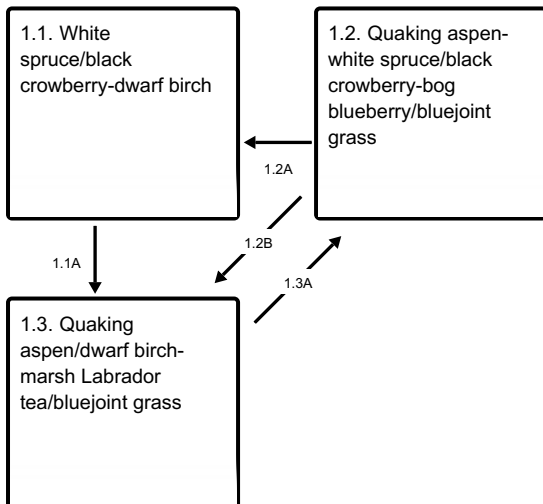 1.1. White
spruce/black
crowberry-dwarf birch
1.2. Quaking aspen-
white spruce/black
crowberry-bog
blueberry/bluejoint
grass
1.2A
1.2B
1.1A
1.3A
1.3. Quaking
aspen/dwarf birch-
marsh Labrador
tea/bluejoint grass